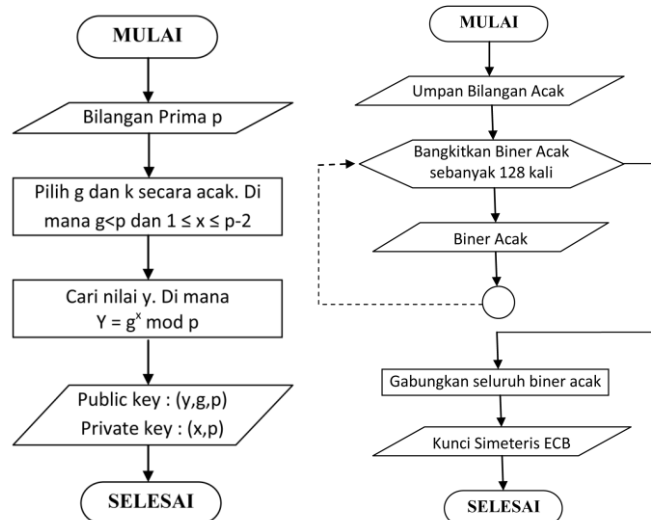 MULAI
Bilangan Prima p
Pilih g dan k secara acak. Di
mana g<p dan 1 ≤ x ≤ p-2
Cari nilai y. Di mana
Y = gˣ mod p
Public key : (y,g,p)
Private key : (x,p)
SELESAI
MULAI
Umpan Bilangan Acak
Bangkitkan Biner Acak
sebanyak 128 kali
Biner Acak
Gabungkan seluruh biner acak
Kunci Simeteris ECB
SELESAI